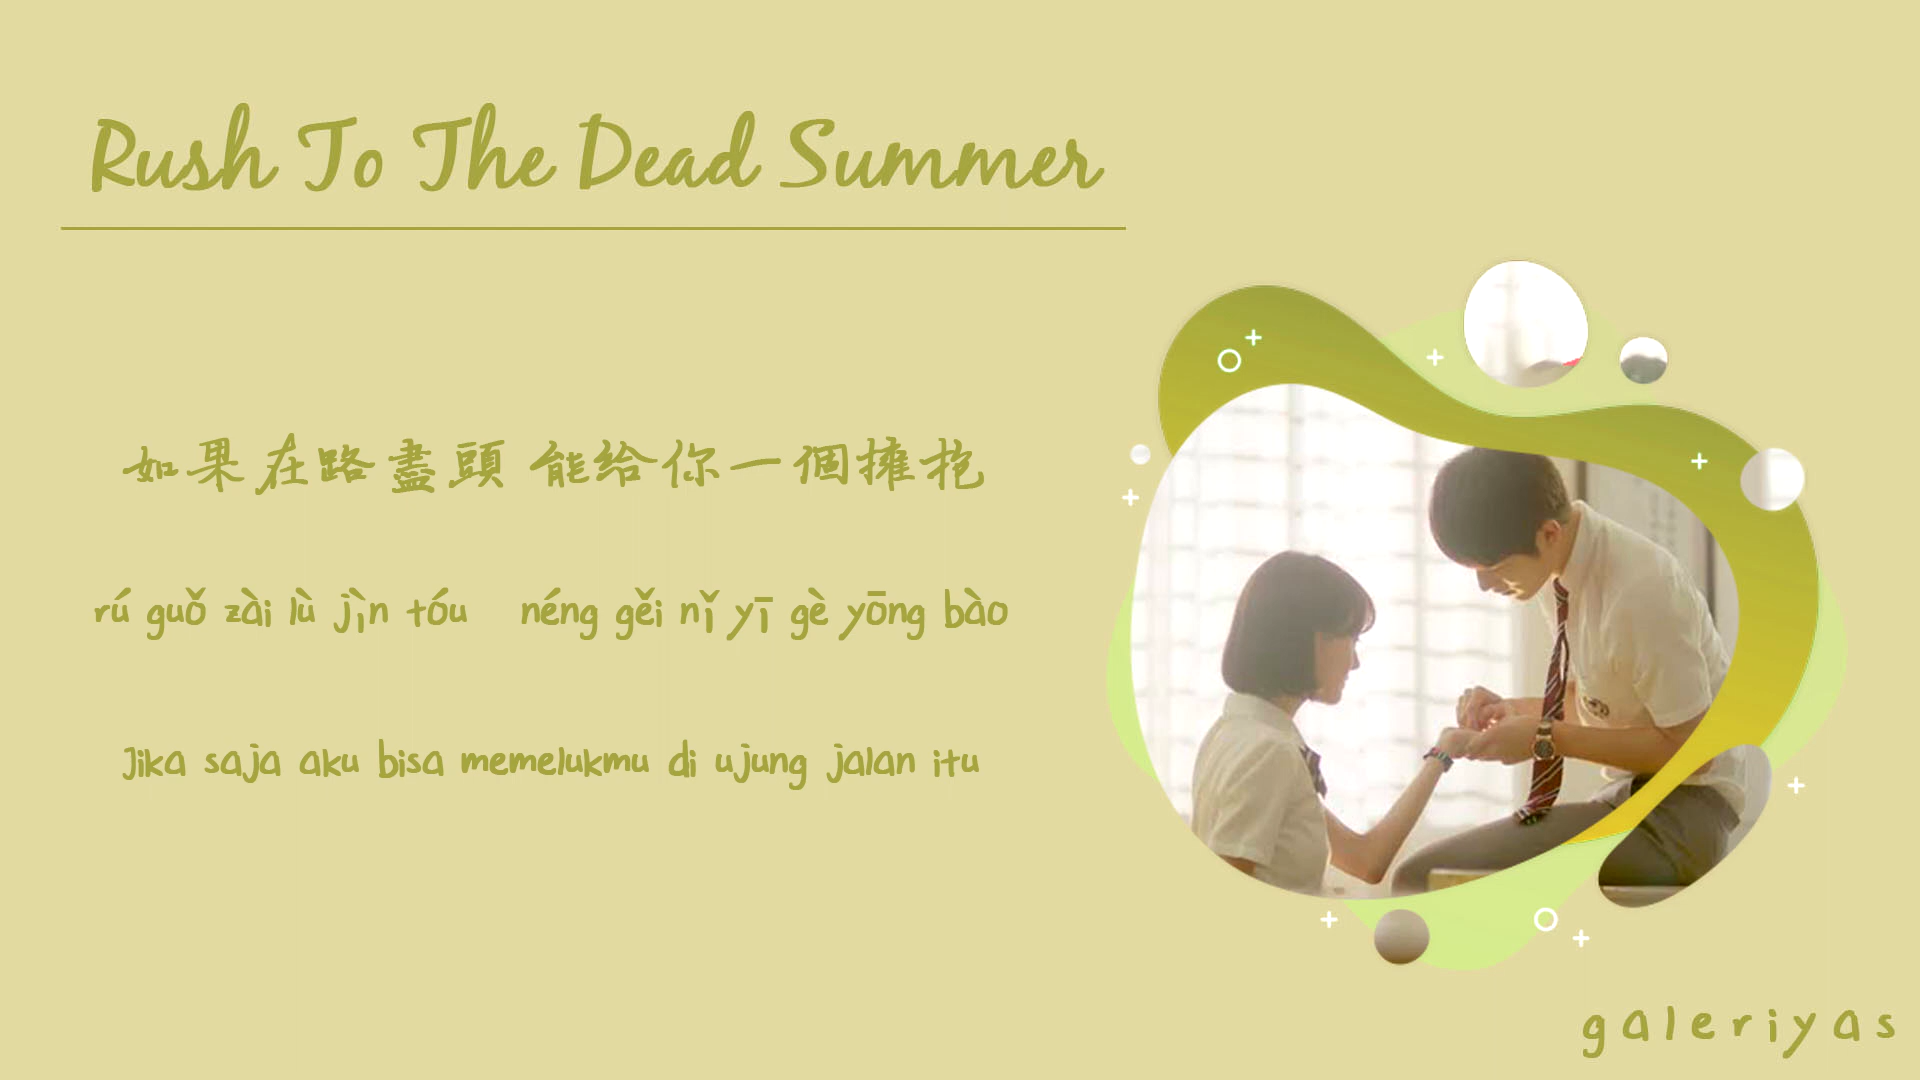 Rush To The Dead Summer
如果在路盡頭 能給你一個擁抱
rú guǒ zài lù jìn tóu néng gěi nǐ yī gè yōng bào
Jika saja aku bisa memelukmu di ujung jalan itu
galeriyas